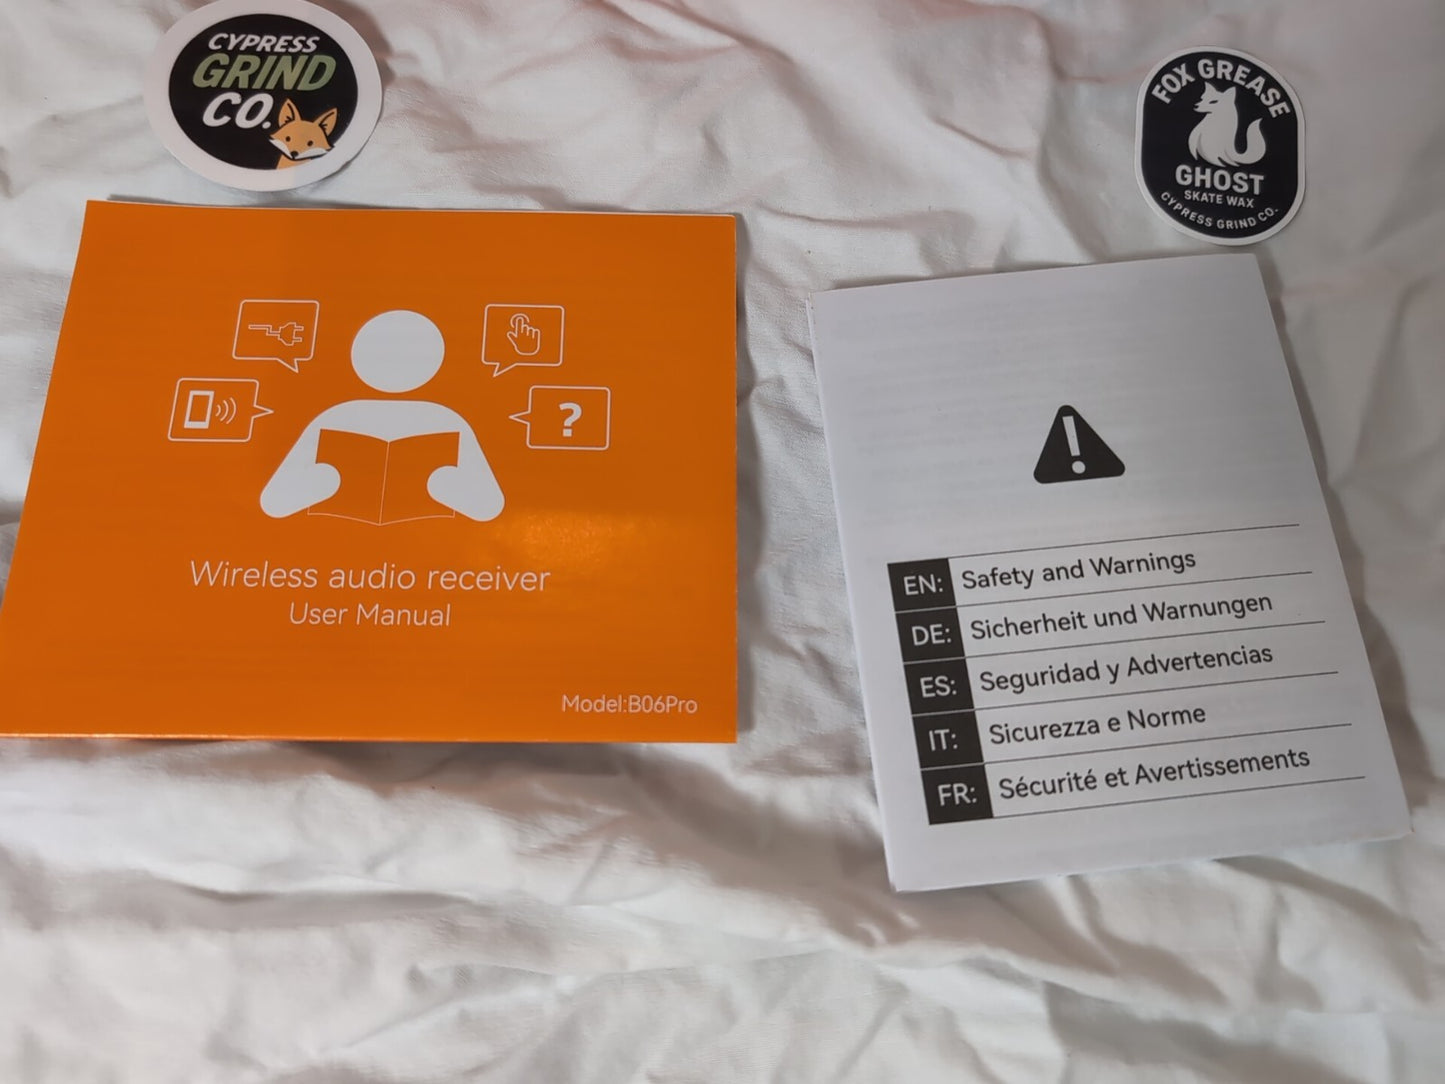 CYPRESS
GRIND
CO.
FOX GREASE
GHOST
SKATE WAX
CYPRESS GRIND CO.
?
Wireless audio receiver
User Manual
Model:B06Pro
!
EN: Safety and Warnings
DE: Sicherheit und Warnungen
ES: Seguridad y Advertencias
IT: Sicurezza e Norme
FR: Sécurité et Avertissements